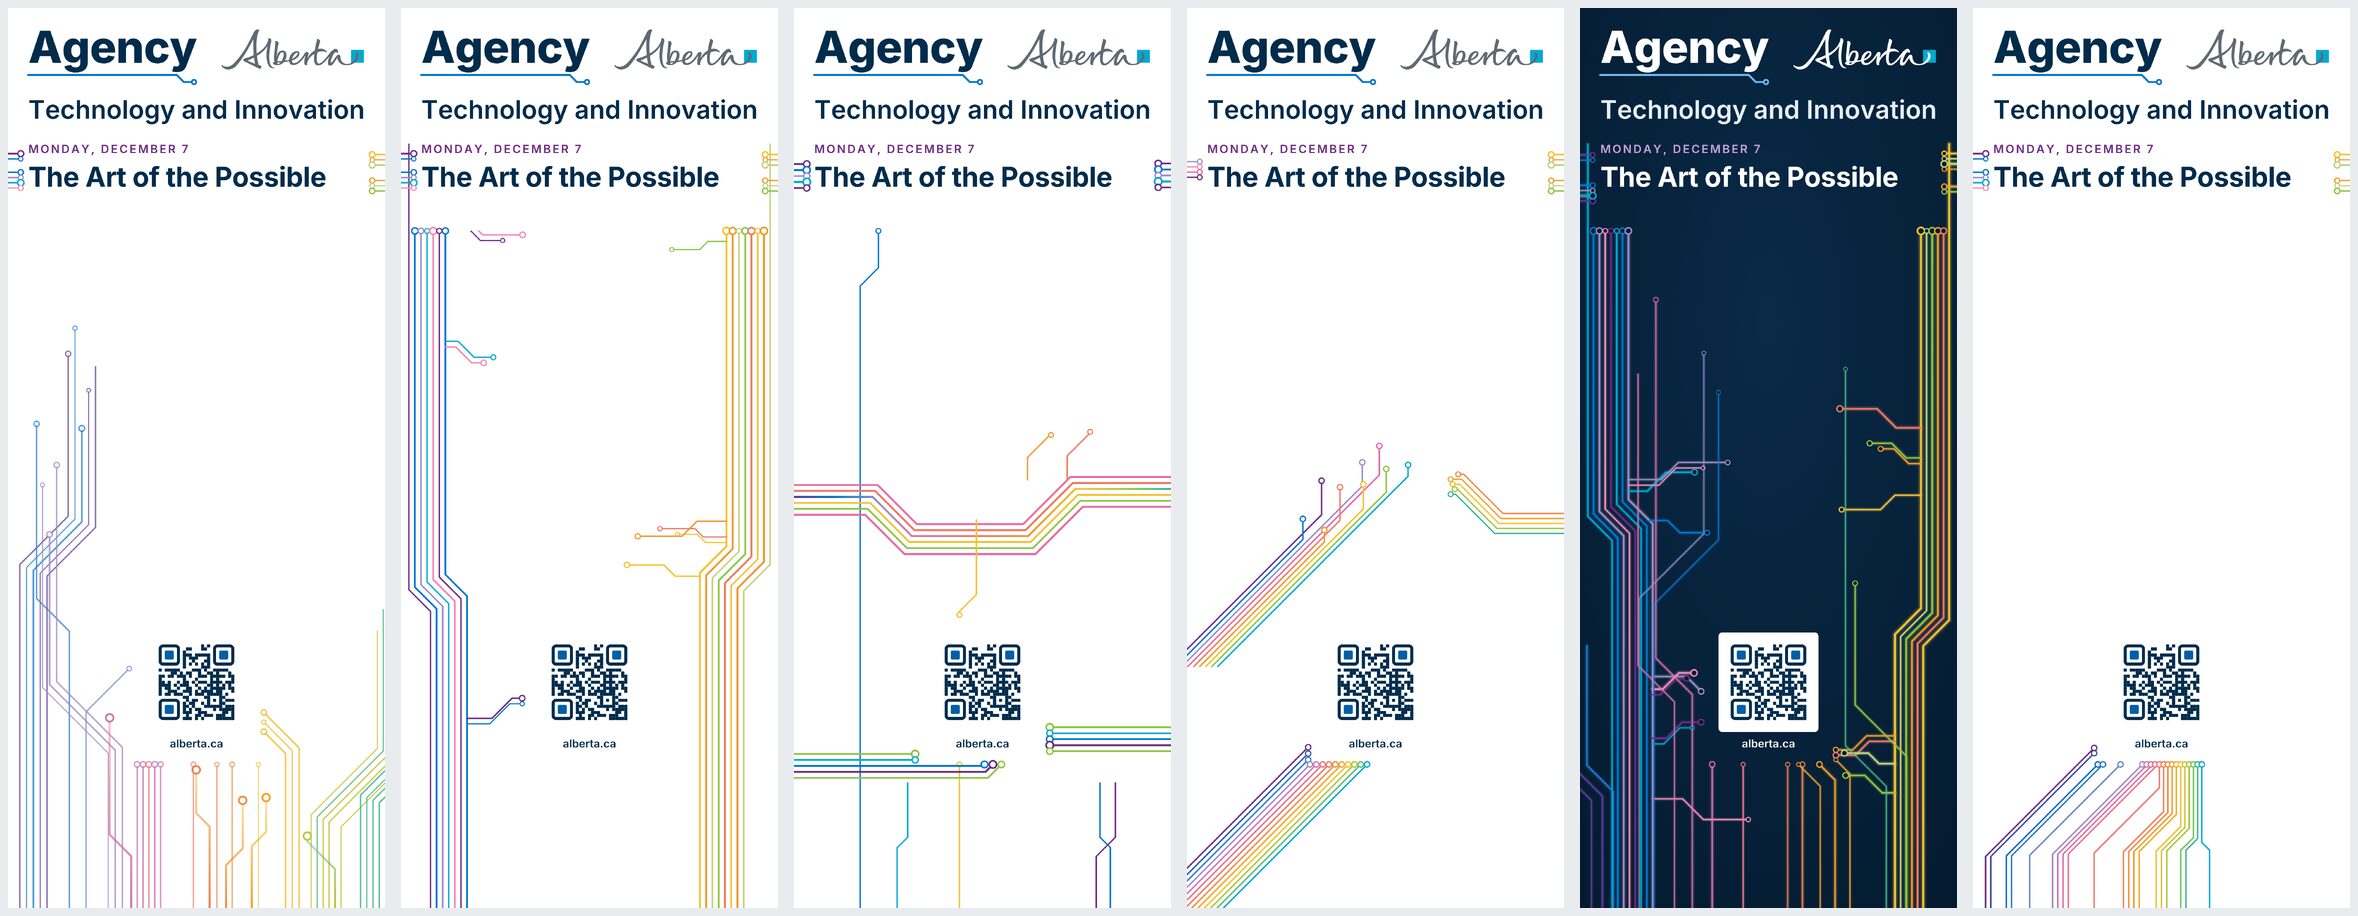 Agency Alberta
Technology and Innovation
MONDAY, DECEMBER 7
The Art of the Possible
alberta.ca
Agency Alberta
Technology and Innovation
MONDAY, DECEMBER 7
The Art of the Possible
alberta.ca
Agency Alberta
Technology and Innovation
MONDAY, DECEMBER 7
The Art of the Possible
alberta.ca
Agency Alberta
Technology and Innovation
MONDAY, DECEMBER 7
The Art of the Possible
alberta.ca
Agency Alberta
Technology and Innovation
MONDAY, DECEMBER 7
The Art of the Possible
alberta.ca
Agency Alberta
Technology and Innovation
MONDAY, DECEMBER 7
The Art of the Possible
alberta.ca